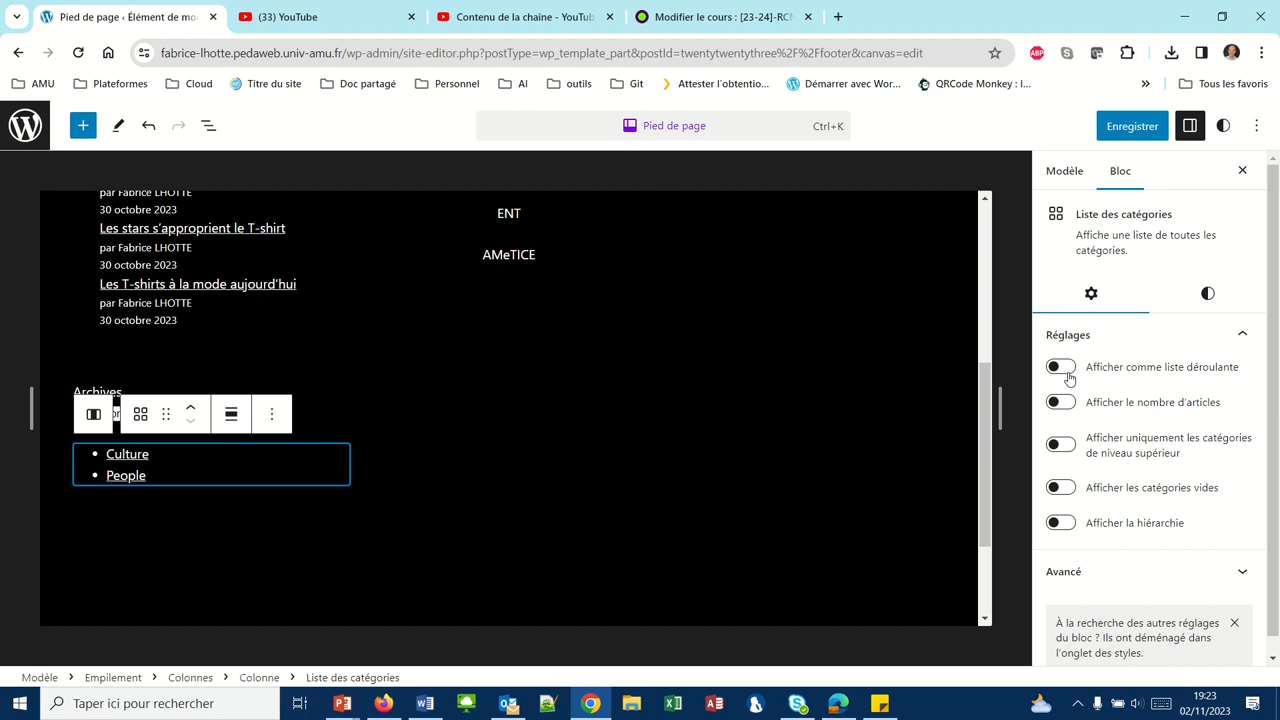 Pied de page ‹ Élément de mo
(33) YouTube
Contenu de la chaîne - YouTub
Modifier le cours : [23-24]-RCI
fabrice-lhotte.pedaweb.univ-amu.fr/wp-admin/site-editor.php?postType=wp_template_part&postId=twentytwentythree%2F%2Ffooter&canvas=edit
AMU
Plateformes
Cloud
Titre du site
Doc partagé
Personnel
AI
outils
Git
Attester l'obtentio...
Démarrer avec Wor...
QRCode Monkey : l...
Tous les favoris
Pied de page
Ctrl+K
Enregistrer
Modèle
Bloc
Liste des catégories
Affiche une liste de toutes les
catégories.
Réglages
Afficher comme liste déroulante
Afficher le nombre d'articles
Afficher uniquement les catégories
de niveau supérieur
Afficher les catégories vides
Afficher la hiérarchie
Avancé
À la recherche des autres réglages
du bloc ? Ils ont déménagé dans
l'onglet des styles.
par Fabrice LHOTTE
30 octobre 2023
Les stars s'approprient le T-shirt
par Fabrice LHOTTE
30 octobre 2023
Les T-shirts à la mode aujourd'hui
par Fabrice LHOTTE
30 octobre 2023
ENT
AMeTICE
Archives
Culture
People
Modèle > Empilement > Colonnes > Colonne > Liste des catégories
Taper ici pour rechercher
19:23
02/11/2023